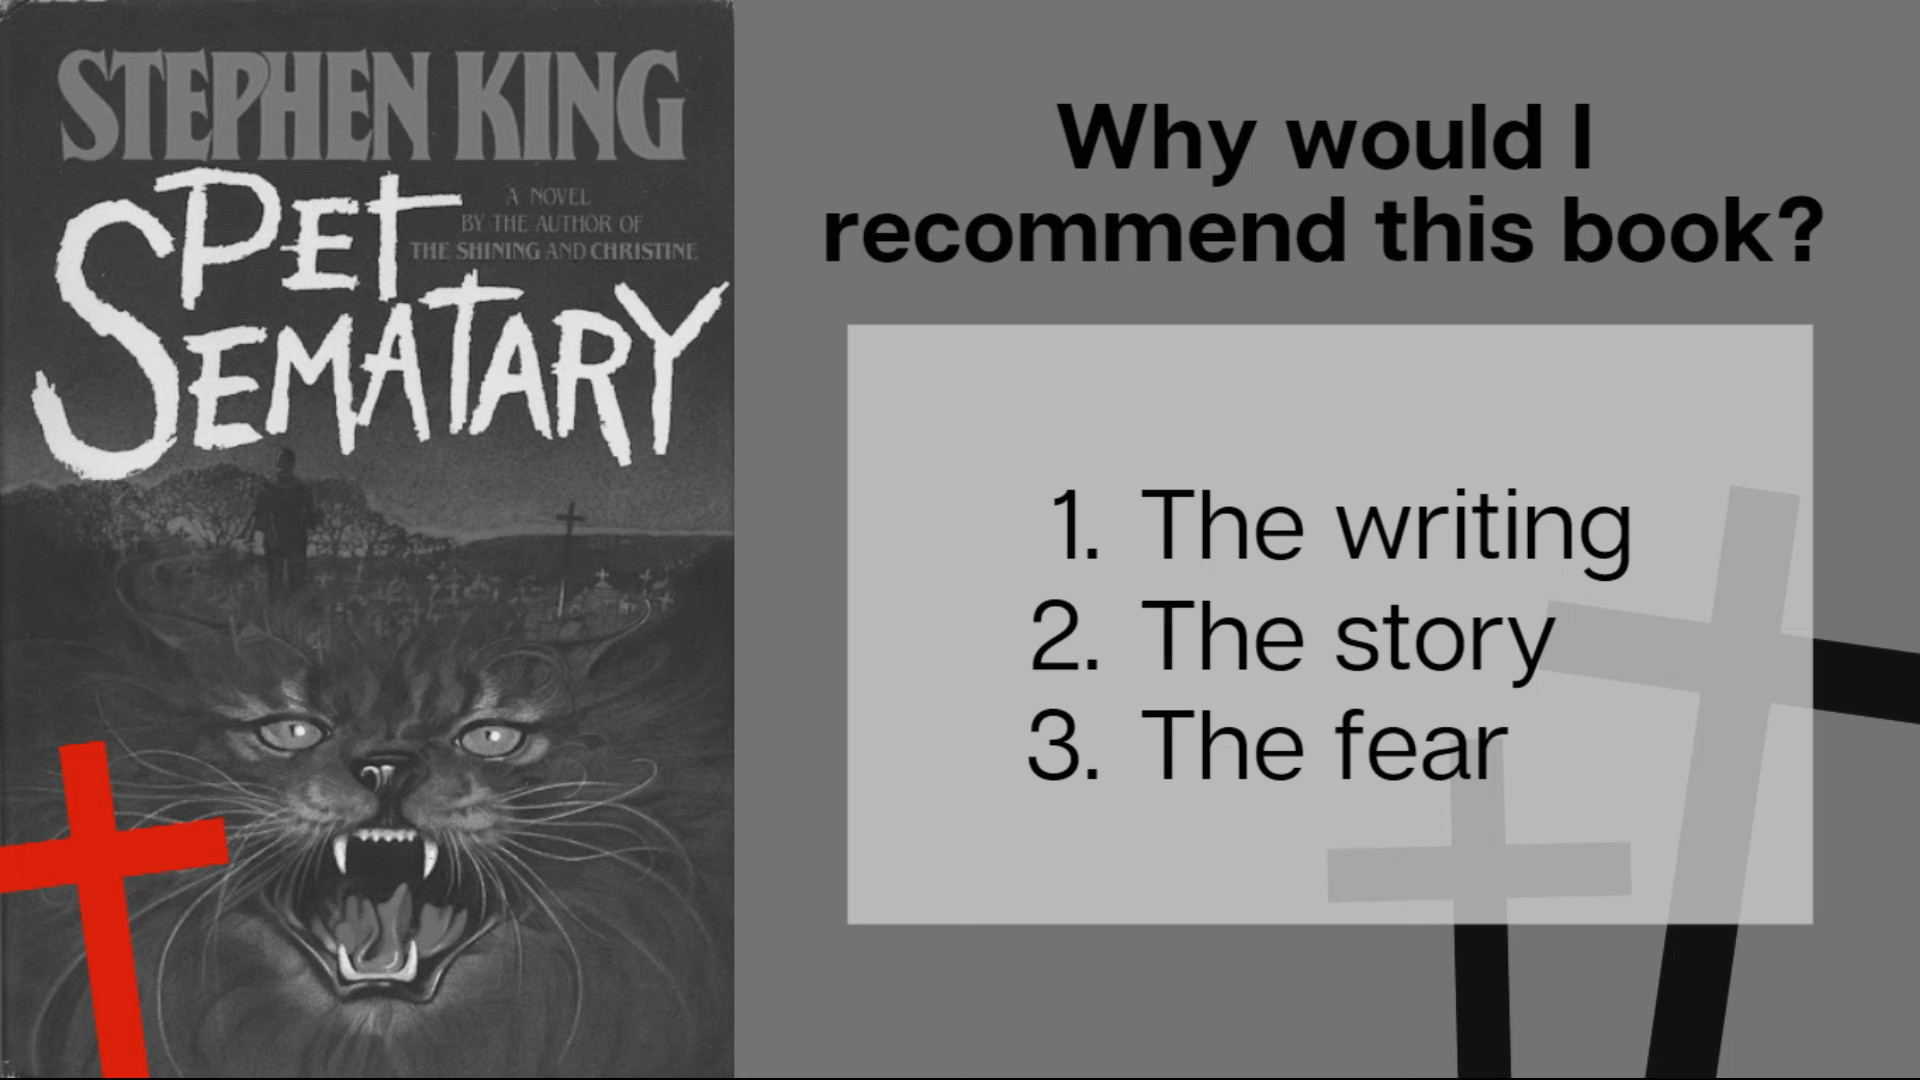 STEPHEN KING
PET
SEMATARY
A NOVEL
BY THE AUTHOR OF
THE SHINING AND CHRISTINE
Why would I
recommend this book?
1. The writing
2. The story
3. The fear